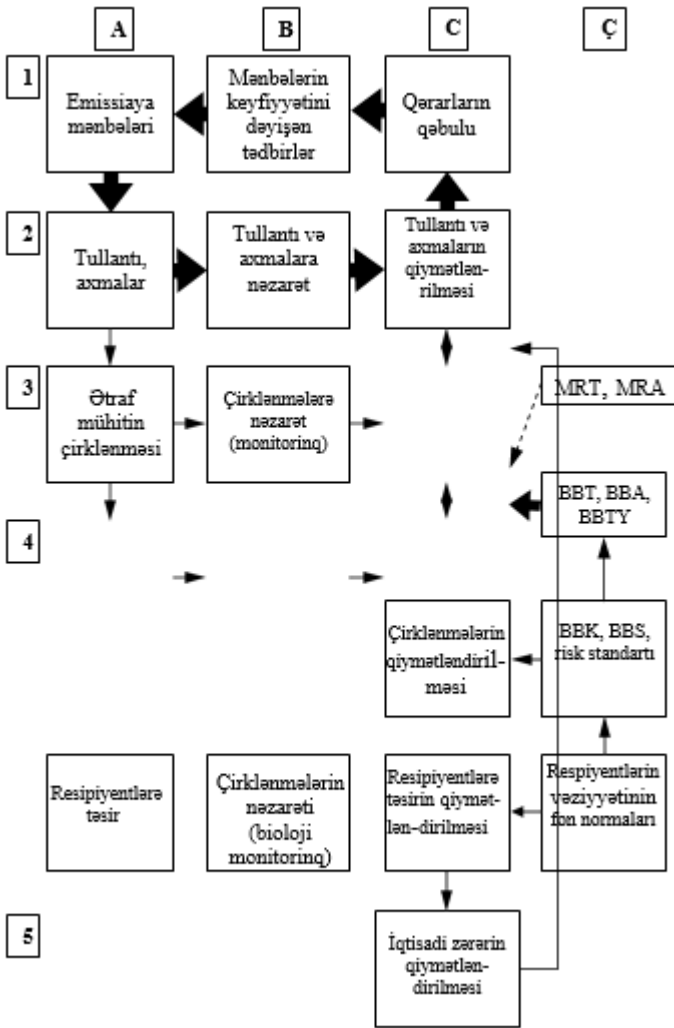 A
B
C
Ç
1
Emissiaya
mənbələri
Mənbələrin
keyfiyyətini
dəyişən
tədbirlər
Qərarların
qəbulu
2
Tullantı,
axmalar
Tullantı və
axmalara
nəzarət
Tullantı və
axmaların
qiymətlən-
rilməsi
3
Ətraf
mühitin
çirklənməsi
Çirklənmələrə
nəzarət
(monitorinq)
MRT, MRA
BBT, BBA,
BBTY
4
Çirklənmələrin
qiymətləndiril-
məsi
BBK, BBS,
risk standartı
Resipiyentlərə
təsir
Çirklənmələrin
nəzarəti
(bioloji
monitorinq)
Resipiyentlərə
təsirin qiymət-
lən-dirilməsi
Respiyentlərin
vəziyyətinin
fon normaları
5
İqtisadi zərərin
qiymətlən-
dirilməsi